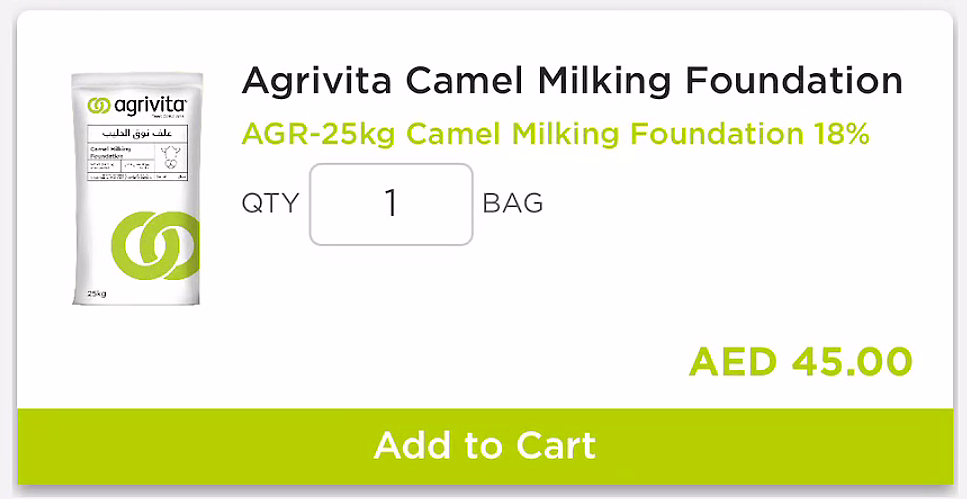 Agrivita Camel Milking Foundation
AGR-25kg Camel Milking Foundation 18%
QTY 1 BAG
AED 45.00
Add to Cart
agrivita
علف نوق الحليب
Camel Milking
Foundation
25kg